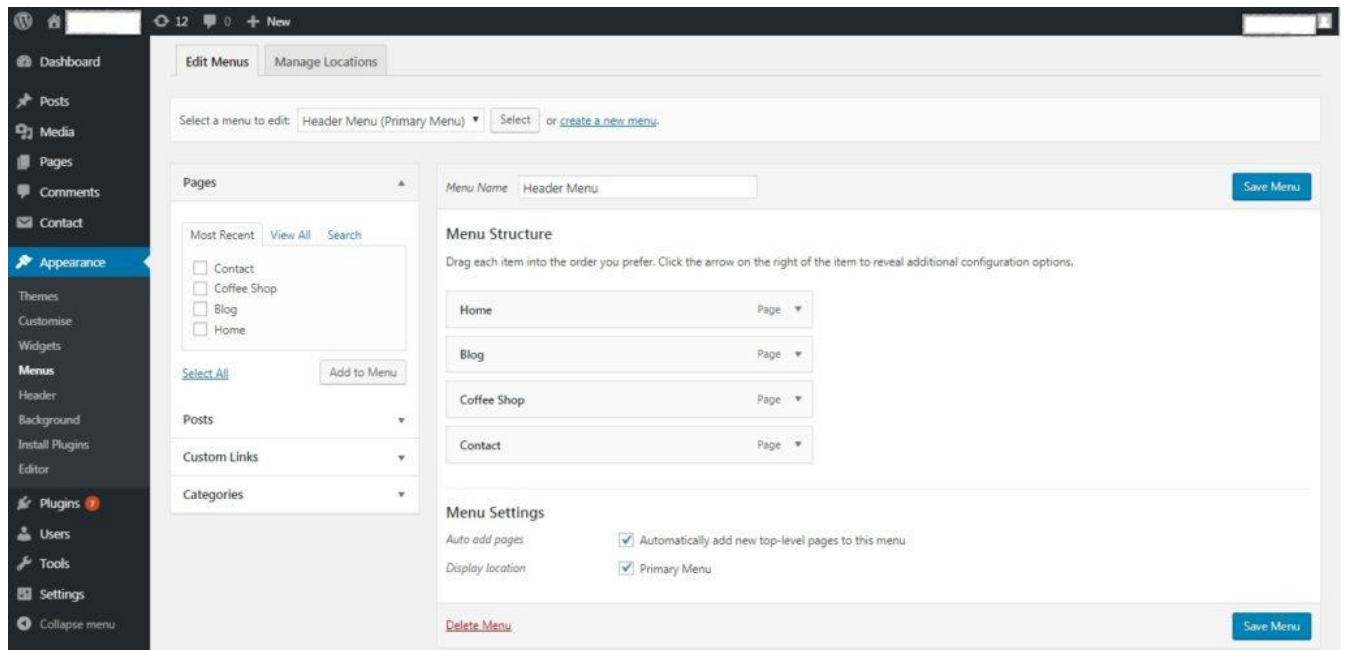 12 0 New
Dashboard
Posts
Media
Pages
Comments
Contact
Appearance
Themes
Customise
Widgets
Menus
Header
Background
Install Plugins
Editor
Plugins 7
Users
Tools
Settings
Collapse menu
Edit Menus Manage Locations
Select a menu to edit: Header Menu (Primary Menu) Select or create a new menu.
Pages
Most Recent View All Search
Contact
Coffee Shop
Blog
Home
Select All Add to Menu
Posts
Custom Links
Categories
Menu Name Header Menu Save Menu
Menu Structure
Drag each item into the order you prefer. Click the arrow on the right of the item to reveal additional configuration options.
Home Page
Blog Page
Coffee Shop Page
Contact Page
Menu Settings
Auto add pages Automatically add new top-level pages to this menu
Display location Primary Menu
Delete Menu Save Menu